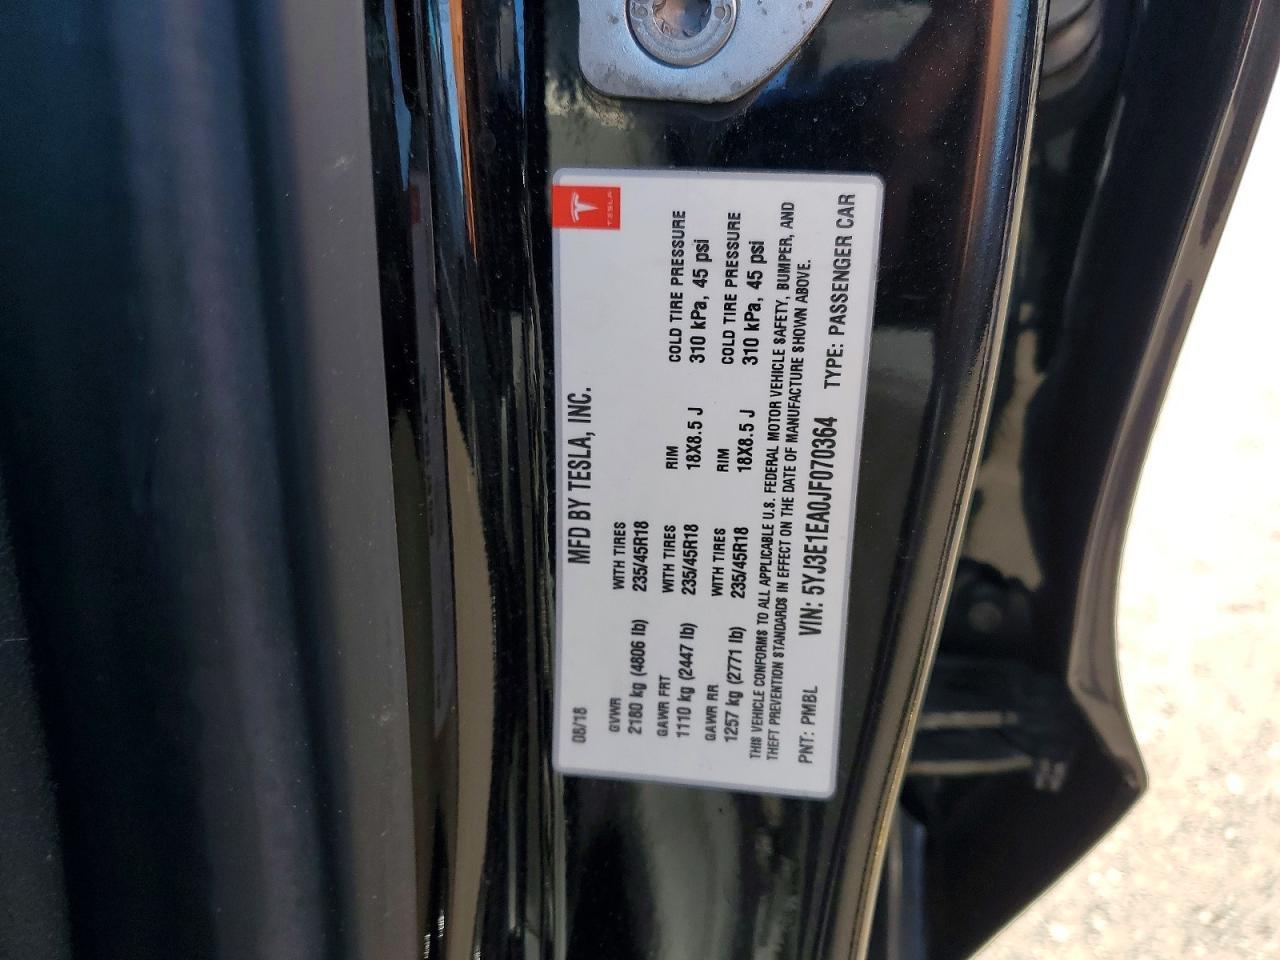 TESLA
08/18
MFD BY TESLA, INC.
GVWR
2180 kg (4806 lb)
WITH TIRES
235/45R18
GAWR FRT
1110 kg (2447 lb)
WITH TIRES
235/45R18
RIM
18X8.5 J
COLD TIRE PRESSURE
310 kPa, 45 psi
GAWR RR
1257 kg (2771 lb)
WITH TIRES
235/45R18
RIM
18X8.5 J
COLD TIRE PRESSURE
310 kPa, 45 psi
THIS VEHICLE CONFORMS TO ALL APPLICABLE U.S. FEDERAL MOTOR VEHICLE SAFETY, BUMPER, AND
THEFT PREVENTION STANDARDS IN EFFECT ON THE DATE OF MANUFACTURE SHOWN ABOVE.
PNT: PMBL VIN: 5YJ3E1EA0JF070364 TYPE: PASSENGER CAR